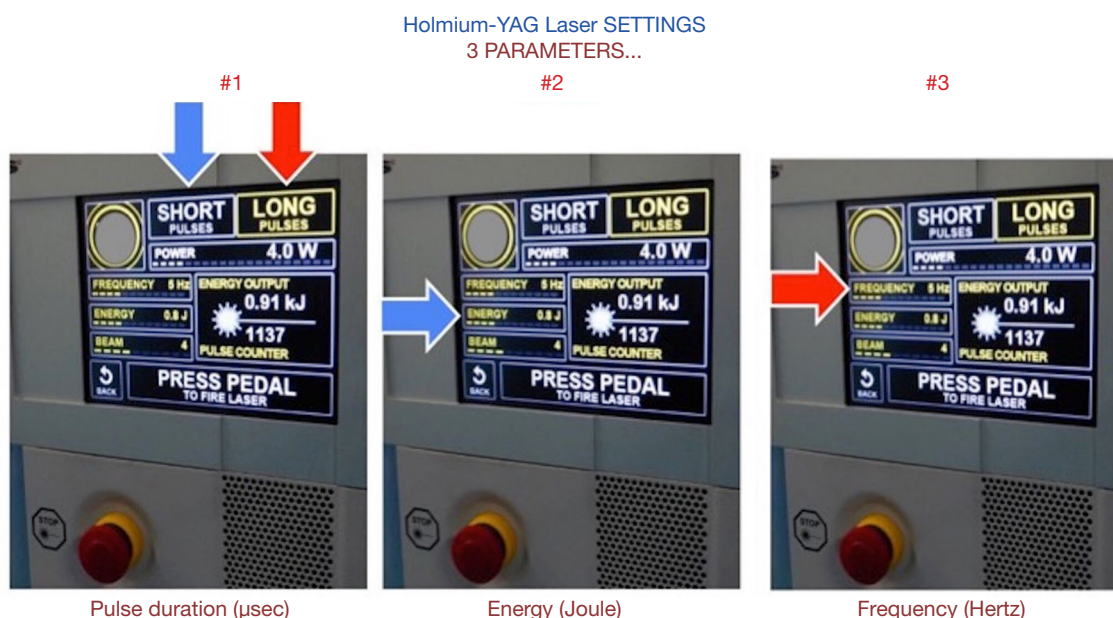 Holmium-YAG Laser SETTINGS
3 PARAMETERS...
#1
#2
#3
SHORT
PULSES
LONG
PULSES
POWER 4.0 W
FREQUENCY 5 Hz
ENERGY 0.8 J
BEAM 4
ENERGY OUTPUT
0.91 kJ
1137
PULSE COUNTER
BACK
PRESS PEDAL
TO FIRE LASER
STOP
Pulse duration (μsec)
SHORT
PULSES
LONG
PULSES
POWER 4.0 W
FREQUENCY 5 Hz
ENERGY 0.8 J
BEAM 4
ENERGY OUTPUT
0.91 kJ
1137
PULSE COUNTER
BACK
PRESS PEDAL
TO FIRE LASER
STOP
Energy (Joule)
SHORT
PULSES
LONG
PULSES
POWER 4.0 W
FREQUENCY 5 Hz
ENERGY 0.8 J
BEAM 4
ENERGY OUTPUT
0.91 kJ
1137
PULSE COUNTER
BACK
PRESS PEDAL
TO FIRE LASER
STOP
Frequency (Hertz)